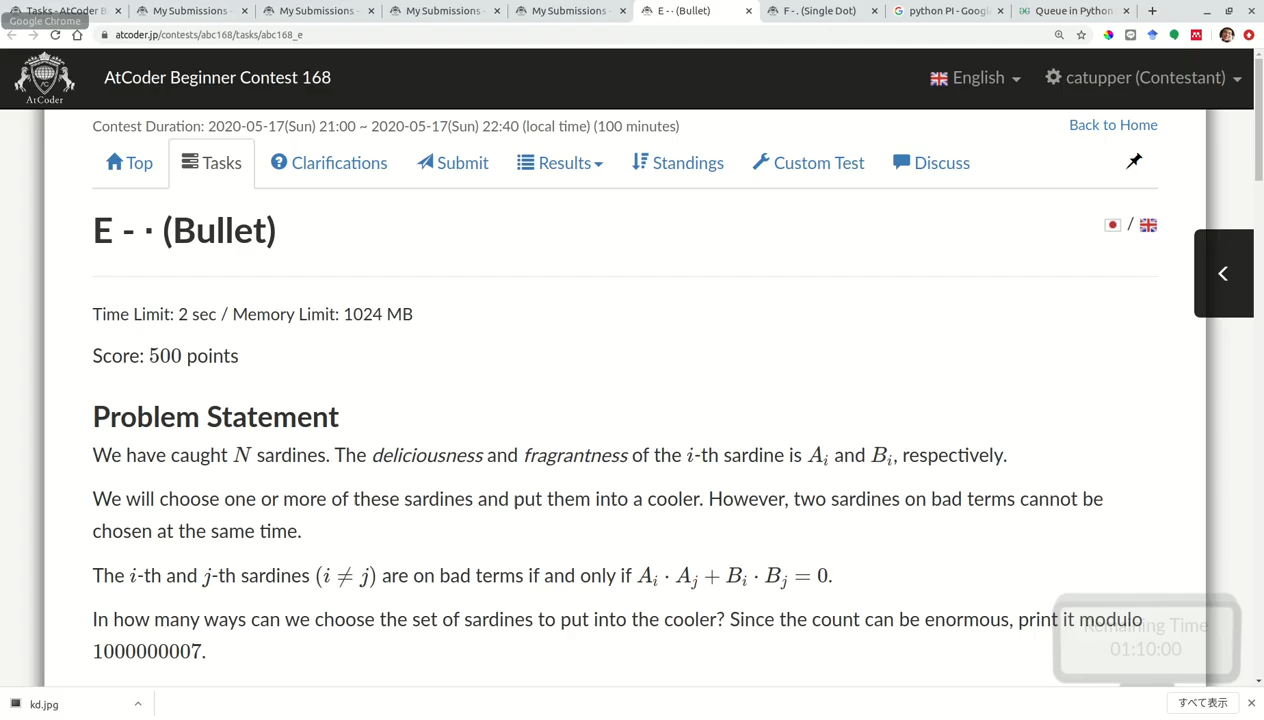 Tasks - AtCoder B
My Submissions -
My Submissions -
My Submissions -
My Submissions -
E - · (Bullet)
F - . (Single Dot)
python PI - Google
Queue in Python
Google Chrome
atcoder.jp/contests/abc168/tasks/abc168_e
AtCoder
AtCoder Beginner Contest 168
English
catupper (Contestant)
Contest Duration: 2020-05-17(Sun) 21:00 ~ 2020-05-17(Sun) 22:40 (local time) (100 minutes)
Back to Home
Top
Tasks
Clarifications
Submit
Results
Standings
Custom Test
Discuss
E - · (Bullet)
/
Time Limit: 2 sec / Memory Limit: 1024 MB
Score: 500 points
Problem Statement
We have caught N sardines. The deliciousness and fragrantness of the i-th sardine is A_i and B_i, respectively.
We will choose one or more of these sardines and put them into a cooler. However, two sardines on bad terms cannot be
chosen at the same time.
The i-th and j-th sardines (i ≠ j) are on bad terms if and only if A_i · A_j + B_i · B_j = 0.
In how many ways can we choose the set of sardines to put into the cooler? Since the count can be enormous, print it modulo
1000000007.
Remaining Time
01:10:00
kd.jpg
すべて表示